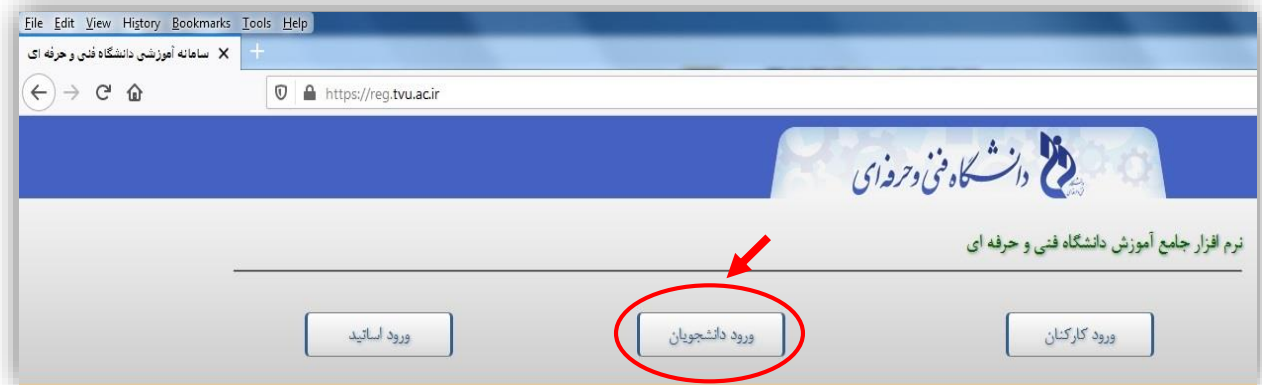 File Edit View History Bookmarks Tools Help
سامانه آموزشی دانشگاه فنی و حرفه ای
https://reg.tvu.ac.ir
دانشگاه فنی و حرفه‌ای
نرم افزار جامع آموزش دانشگاه فنی و حرفه ای
ورود کارکنان
ورود دانشجویان
ورود اساتید